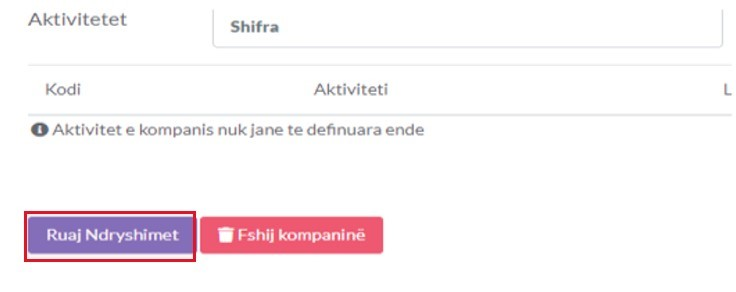 Aktivitetet
Shifra
Kodi Aktiviteti L
Aktivitet e kompanis nuk jane te definuara ende
Ruaj Ndryshimet Fshij kompaninë